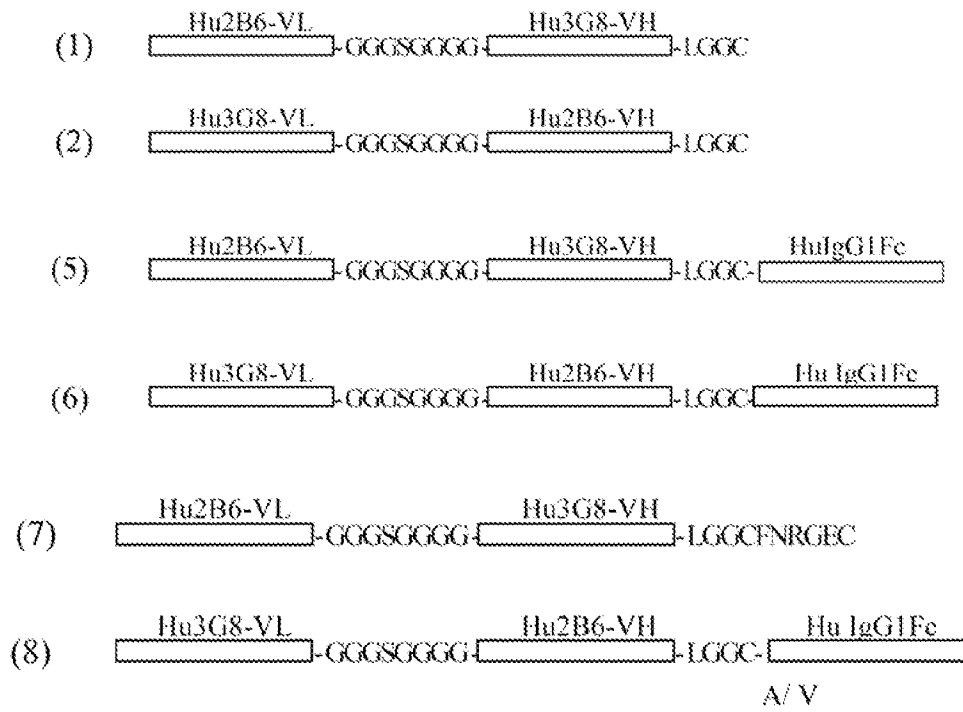 Hu2B6-VL Hu3G8-VH
(1) -GGGSGGGG- -LGGC
Hu3G8-VL Hu2B6-VH
(2) -GGGSGGGG- -LGGC
Hu2B6-VL Hu3G8-VH HuIgG1Fc
(5) -GGGSGGGG- -LGGC-
Hu3G8-VL Hu2B6-VH Hu IgG1Fc
(6) -GGGSGGGG- -LGGC-
Hu2B6-VL Hu3G8-VH
(7) -GGGSGGGG- -LGGCFNRGEC
Hu3G8-VL Hu2B6-VH Hu IgG1Fc
(8) -GGGSGGGG- -LGGC-
A/ V